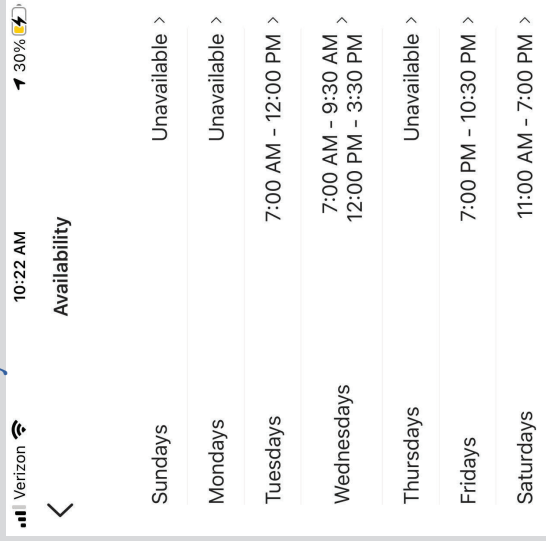 Verizon 10:22 AM 30%
Availability
Sundays Unavailable
Mondays Unavailable
Tuesdays 7:00 AM - 12:00 PM
Wednesdays 7:00 AM - 9:30 AM
12:00 PM - 3:30 PM
Thursdays Unavailable
Fridays 7:00 PM - 10:30 PM
Saturdays 11:00 AM - 7:00 PM